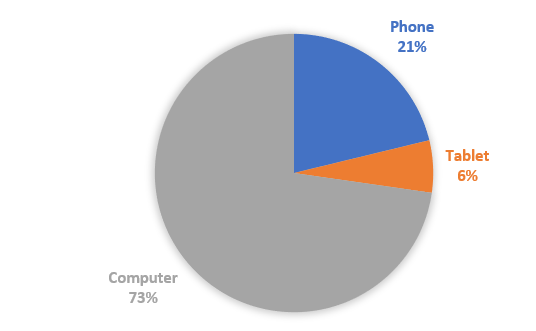 Phone
21%
Tablet
6%
Computer
73%